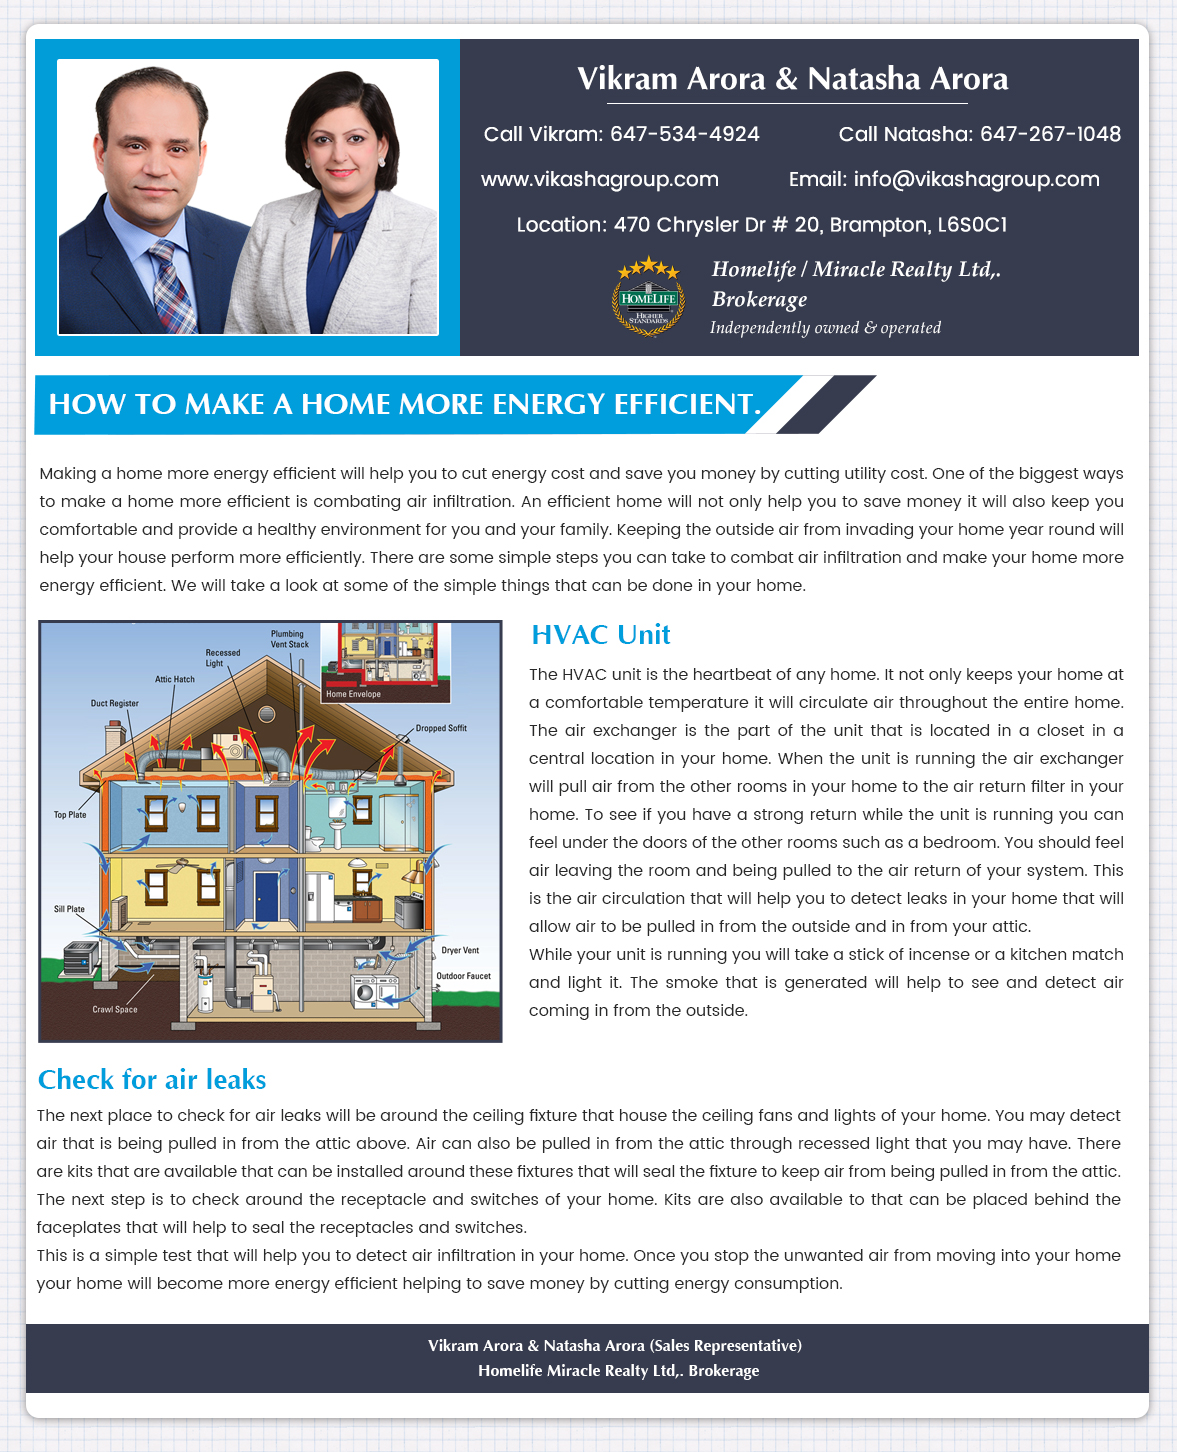 Vikram Arora & Natasha Arora
Call Vikram: 647-534-4924
Call Natasha: 647-267-1048
www.vikashagroup.com
Email: info@vikashagroup.com
Location: 470 Chrysler Dr # 20, Brampton, L6S0C1
HOMELIFE
HIGHER
STANDARDS
Homelife / Miracle Realty Ltd,.
Brokerage
Independently owned & operated
HOW TO MAKE A HOME MORE ENERGY EFFICIENT.
Making a home more energy efficient will help you to cut energy cost and save you money by cutting utility cost. One of the biggest ways
to make a home more efficient is combating air infiltration. An efficient home will not only help you to save money it will also keep you
comfortable and provide a healthy environment for you and your family. Keeping the outside air from invading your home year round will
help your house perform more efficiently. There are some simple steps you can take to combat air infiltration and make your home more
energy efficient. We will take a look at some of the simple things that can be done in your home.
Plumbing
Vent Stack
Recessed
Light
Attic Hatch
Duct Register
Home Envelope
Dropped Soffit
Top Plate
Sill Plate
Dryer Vent
Outdoor Faucet
Crawl Space
HVAC Unit
The HVAC unit is the heartbeat of any home. It not only keeps your home at
a comfortable temperature it will circulate air throughout the entire home.
The air exchanger is the part of the unit that is located in a closet in a
central location in your home. When the unit is running the air exchanger
will pull air from the other rooms in your home to the air return filter in your
home. To see if you have a strong return while the unit is running you can
feel under the doors of the other rooms such as a bedroom. You should feel
air leaving the room and being pulled to the air return of your system. This
is the air circulation that will help you to detect leaks in your home that will
allow air to be pulled in from the outside and in from your attic.
While your unit is running you will take a stick of incense or a kitchen match
and light it. The smoke that is generated will help to see and detect air
coming in from the outside.
Check for air leaks
The next place to check for air leaks will be around the ceiling fixture that house the ceiling fans and lights of your home. You may detect
air that is being pulled in from the attic above. Air can also be pulled in from the attic through recessed light that you may have. There
are kits that are available that can be installed around these fixtures that will seal the fixture to keep air from being pulled in from the attic.
The next step is to check around the receptacle and switches of your home. Kits are also available to that can be placed behind the
faceplates that will help to seal the receptacles and switches.
This is a simple test that will help you to detect air infiltration in your home. Once you stop the unwanted air from moving into your home
your home will become more energy efficient helping to save money by cutting energy consumption.
Vikram Arora & Natasha Arora (Sales Representative)
Homelife Miracle Realty Ltd,. Brokerage